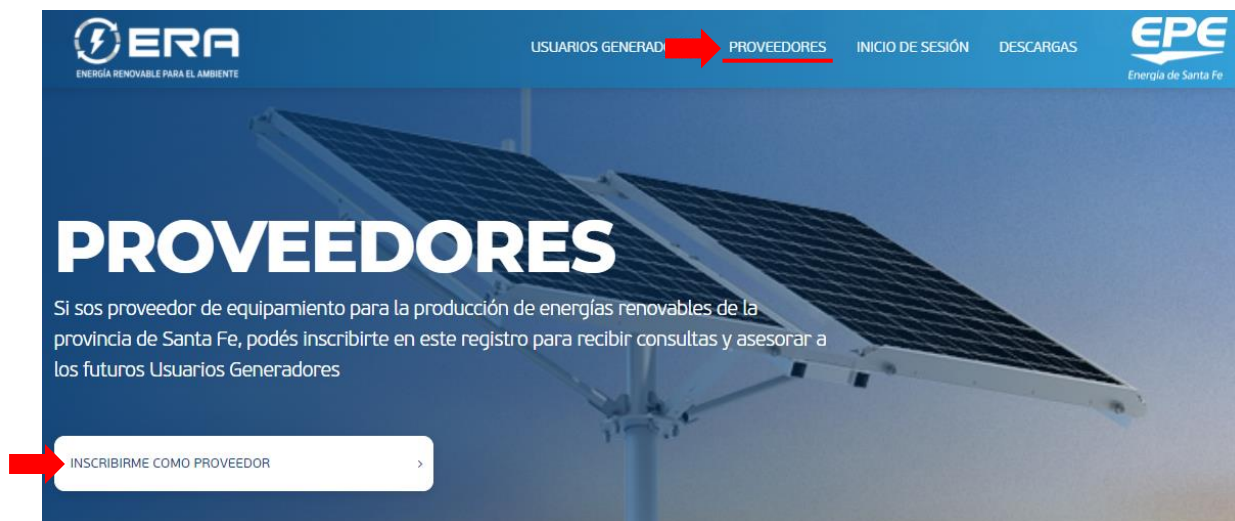 ERA
ENERGÍA RENOVABLE PARA EL AMBIENTE
USUARIOS PROVEEDORES INICIO DE SESIÓN DESCARGAS
EPE
Energía de Santa Fe
PROVEEDORES
Si sos proveedor de equipamiento para la producción de energías renovables de la
provincia de Santa Fe, podés inscribirte en este registro para recibir consultas y asesorar a
los futuros Usuarios Generadores
INSCRIBIRME COMO PROVEEDOR >